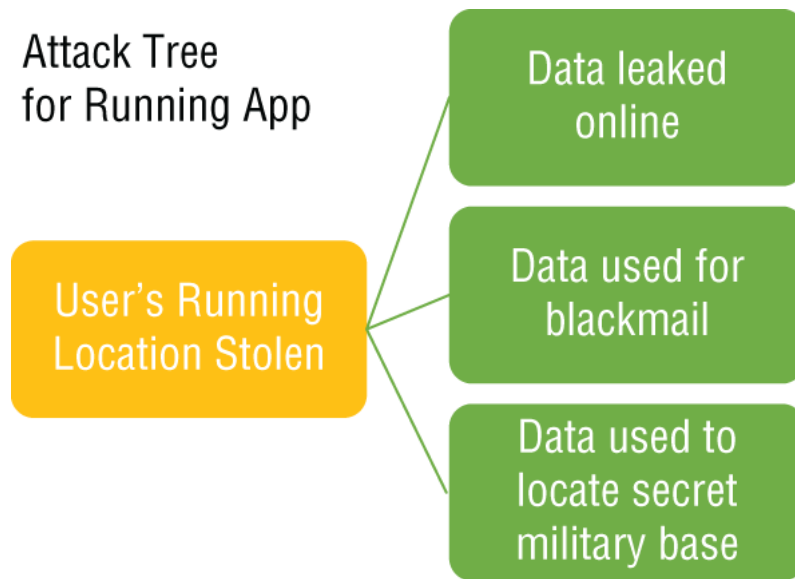 Attack Tree
for Running App
User's Running
Location Stolen
Data leaked
online
Data used for
blackmail
Data used to
locate secret
military base